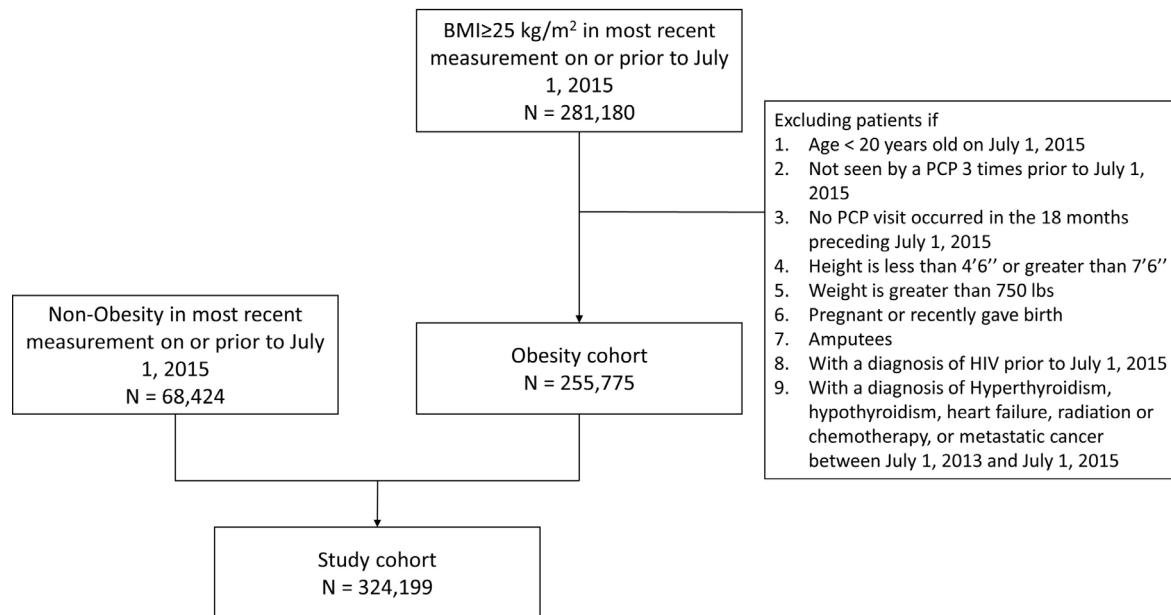 BMI≥25 kg/m² in most recent
measurement on or prior to July
1, 2015
N = 281,180
Excluding patients if
1. Age < 20 years old on July 1, 2015
2. Not seen by a PCP 3 times prior to July 1,
2015
3. No PCP visit occurred in the 18 months
preceding July 1, 2015
4. Height is less than 4’6’’ or greater than 7’6’’
5. Weight is greater than 750 lbs
6. Pregnant or recently gave birth
7. Amputees
8. With a diagnosis of HIV prior to July 1, 2015
9. With a diagnosis of Hyperthyroidism,
hypothyroidism, heart failure, radiation or
chemotherapy, or metastatic cancer
between July 1, 2013 and July 1, 2015
Non-Obesity in most recent
measurement on or prior to July
1, 2015
N = 68,424
Obesity cohort
N = 255,775
Study cohort
N = 324,199